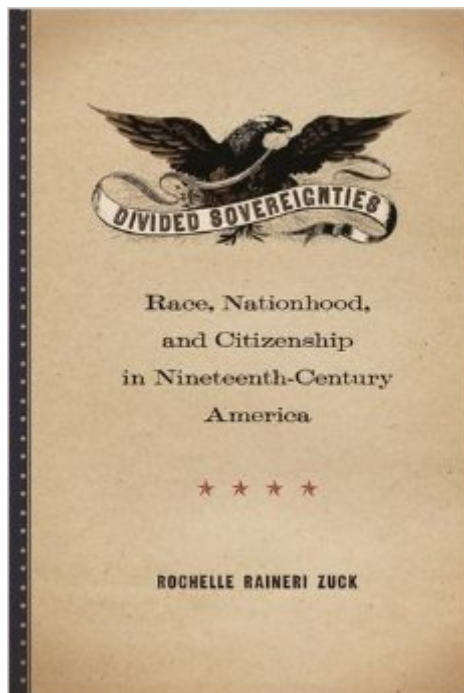 DIVIDED SOVEREIGNTIES
Race, Nationhood,
and Citizenship
in Nineteenth-Century
America
ROCHELLE RAINERI ZUCK